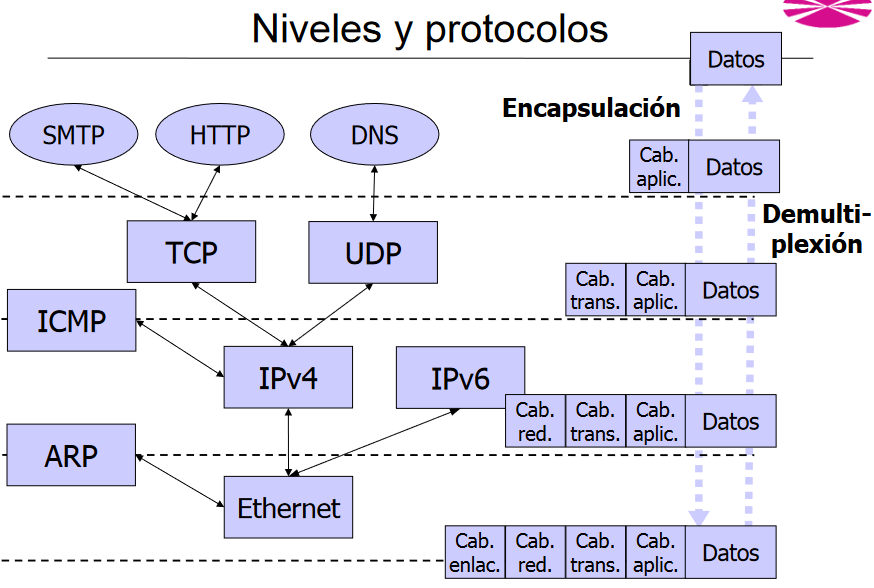 Niveles y protocolos
Datos
Encapsulación
SMTP
HTTP
DNS
Cab.
aplic.
Datos
Demulti-
plexión
TCP
UDP
Cab.
trans.
Cab.
aplic.
Datos
ICMP
IPv4
IPv6
Cab.
red.
Cab.
trans.
Cab.
aplic.
Datos
ARP
Ethernet
Cab.
enlac.
Cab.
red.
Cab.
trans.
Cab.
aplic.
Datos